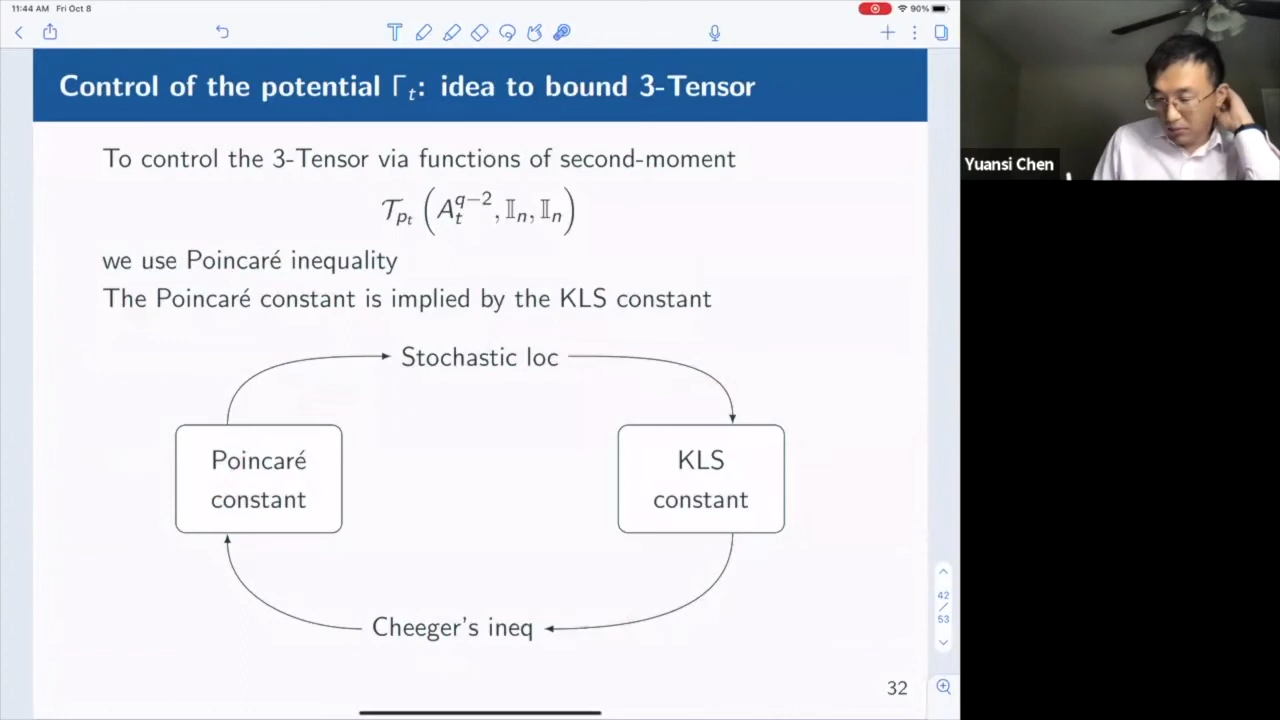 11:44 AM Fri Oct 8
90%
Control of the potential Γ_t: idea to bound 3-Tensor
To control the 3-Tensor via functions of second-moment
𝒯_{p_t} (A_t^{q−2}, 𝕀_n, 𝕀_n)
we use Poincaré inequality
The Poincaré constant is implied by the KLS constant
Stochastic loc
Poincaré
constant
KLS
constant
Cheeger's ineq
32
42
/
53
Yuansi Chen